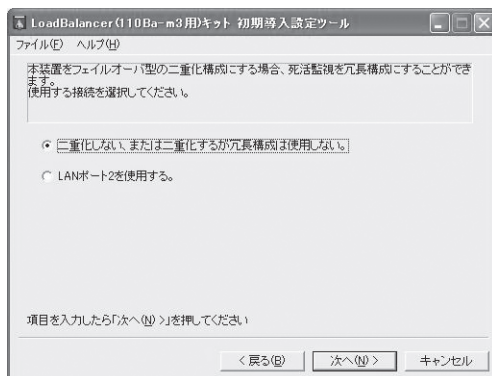 LoadBalancer(110Ba-m3用)キット 初期導入設定ツール
ファイル(F) ヘルプ(H)
本装置をフェイルオーバ型の二重化構成にする場合、死活監視を冗長構成にすることができ
ます。
使用する接続を選択してください。
二重化しない、または二重化するが冗長構成は使用しない。
LANポート2を使用する。
項目を入力したら「次へ(N) >」を押してください
< 戻る(B) 次へ(N) > キャンセル